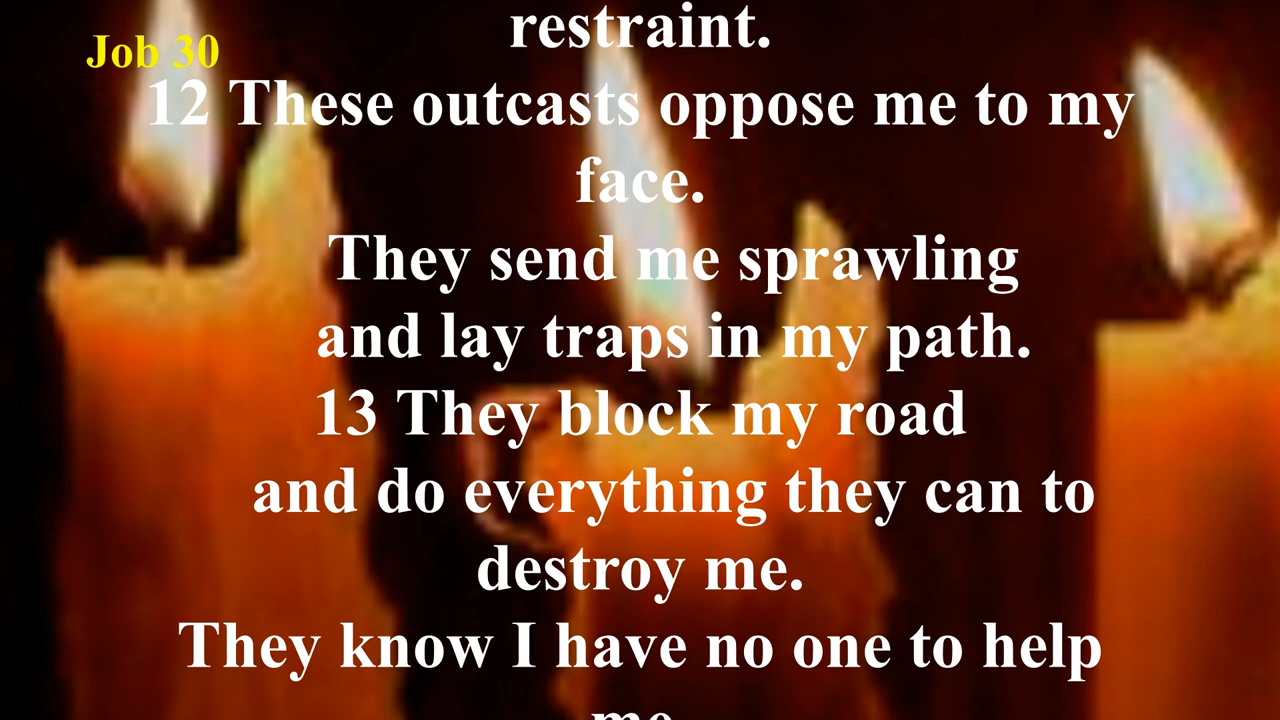 Job 30
restraint.
12 These outcasts oppose me to my
face.
They send me sprawling
and lay traps in my path.
13 They block my road
and do everything they can to
destroy me.
They know I have no one to help
me.